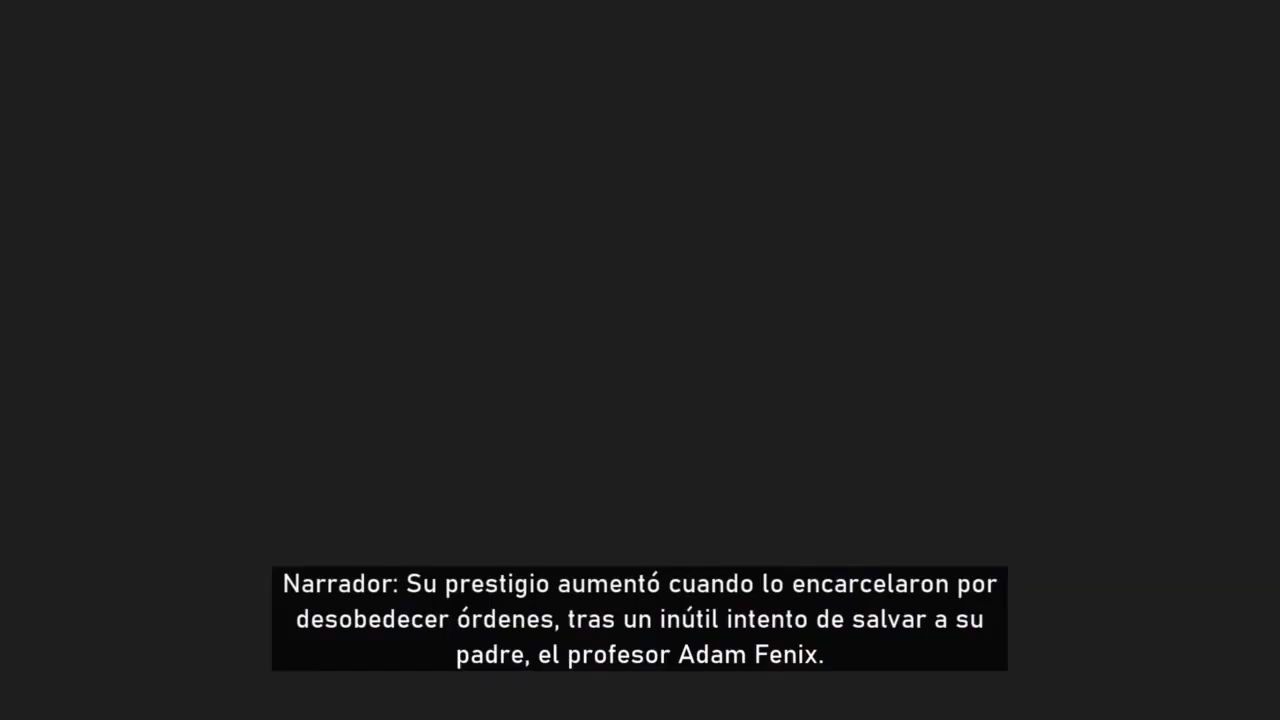 Narrador: Su prestigio aumentó cuando lo encarcelaron por
desobedecer órdenes, tras un inútil intento de salvar a su
padre, el profesor Adam Fenix.